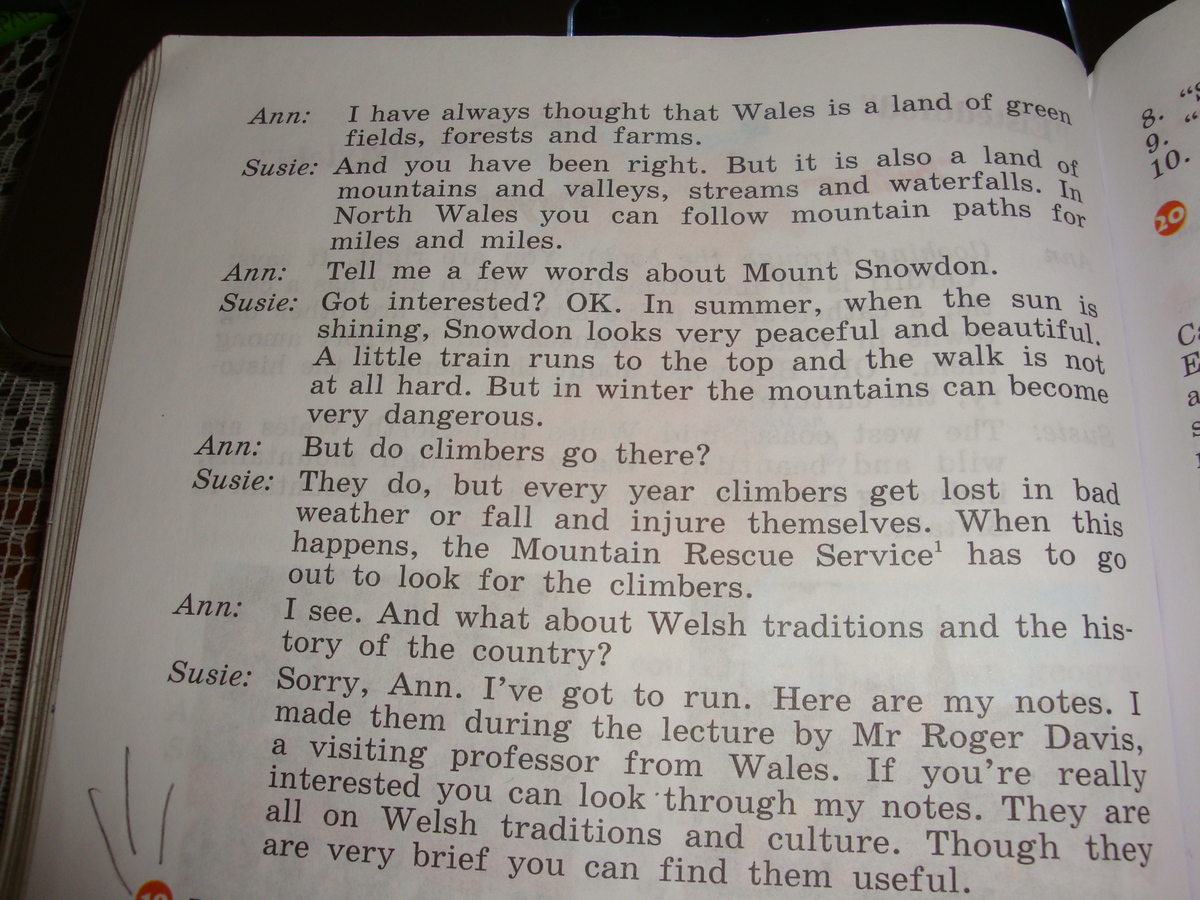 Ann: I have always thought that Wales is a land of green
fields, forests and farms.
Susie: And you have been right. But it is also a land of
mountains and valleys, streams and waterfalls. In
North Wales you can follow mountain paths for
miles and miles.
Ann: Tell me a few words about Mount Snowdon.
Susie: Got interested? OK. In summer, when the sun is
shining, Snowdon looks very peaceful and beautiful.
A little train runs to the top and the walk is not
at all hard. But in winter the mountains can become
very dangerous.
Ann: But do climbers go there?
Susie: They do, but every year climbers get lost in bad
weather or fall and injure themselves. When this
happens, the Mountain Rescue Service¹ has to go
out to look for the climbers.
Ann: I see. And what about Welsh traditions and the his-
tory of the country?
Susie: Sorry, Ann. I've got to run. Here are my notes. I
made them during the lecture by Mr Roger Davis,
a visiting professor from Wales. If you're really
interested you can look through my notes. They are
all on Welsh traditions and culture. Though they
are very brief you can find them useful.
8.
9.
10.
20